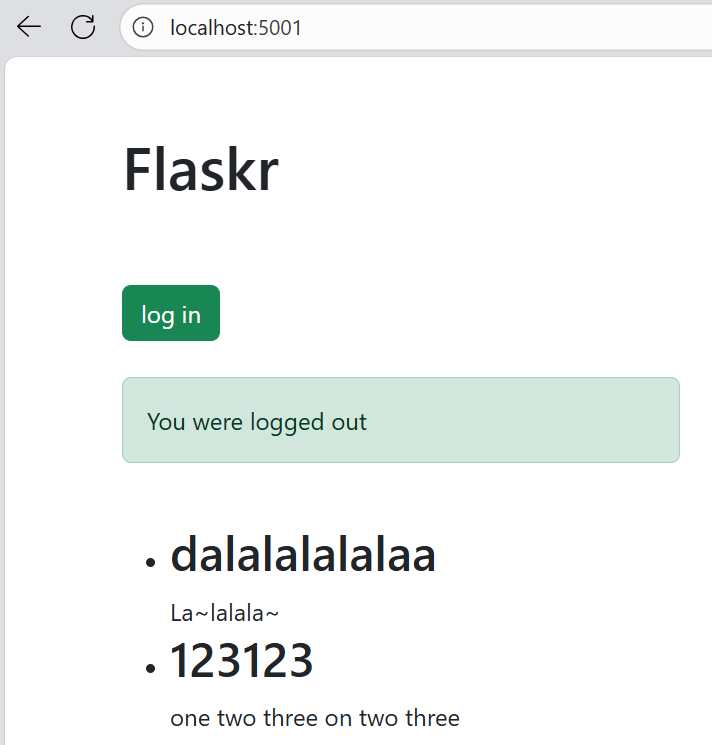 localhost:5001
Flaskr
log in
You were logged out
dalalalalalaa
La~lalala~
123123
one two three on two three